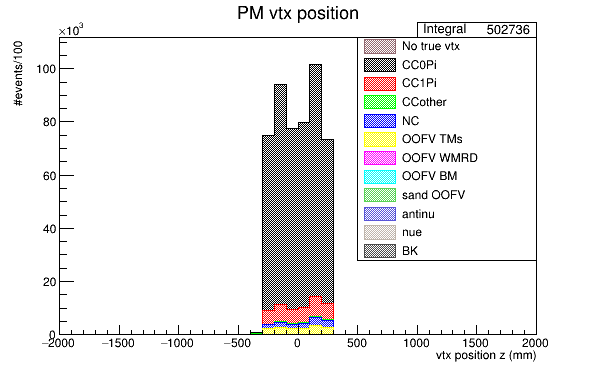 PM vtx position
×10³
Integral 502736
No true vtx
CC0Pi
CC1Pi
CCother
NC
OOFV TMs
OOFV WMRD
OOFV BM
sand OOFV
antinu
nue
BK
#events/100
100
80
60
40
20
0
−2000 −1500 −1000 −500 0 500 1000 1500 2000
vtx position z (mm)